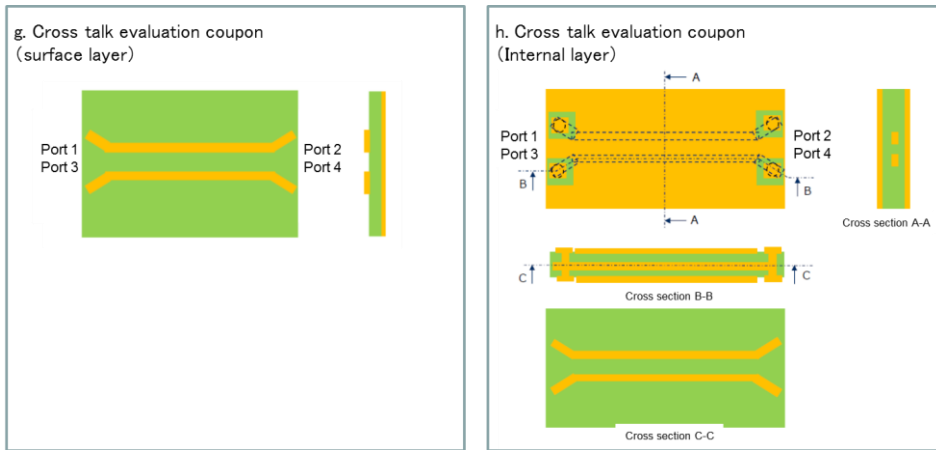 g. Cross talk evaluation coupon
(surface layer)
Port 1
Port 3
Port 2
Port 4
h. Cross talk evaluation coupon
(Internal layer)
A
Port 1
Port 3
Port 2
Port 4
B
B
A
Cross section A-A
C
C
Cross section B-B
Cross section C-C